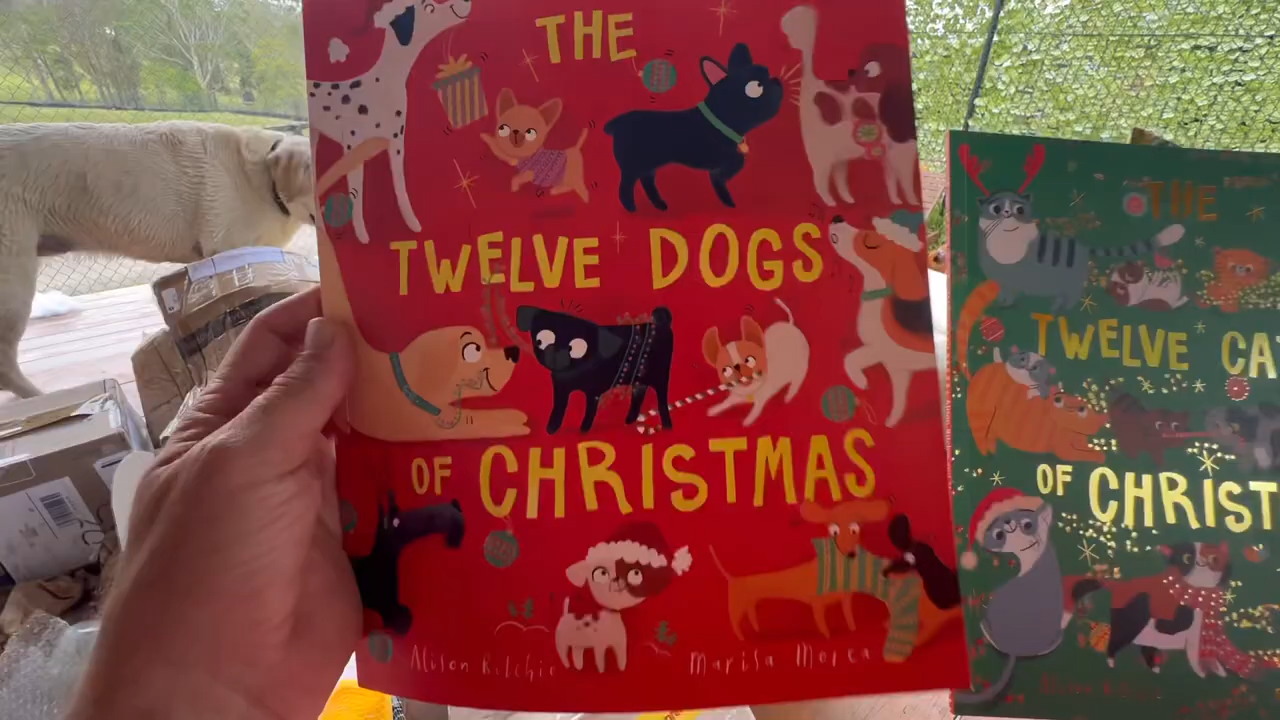 THE
TWELVE DOGS
OF CHRISTMAS
Alison Ritchie
Marisa Morea
THE
TWELVE CA
OF CHRIST